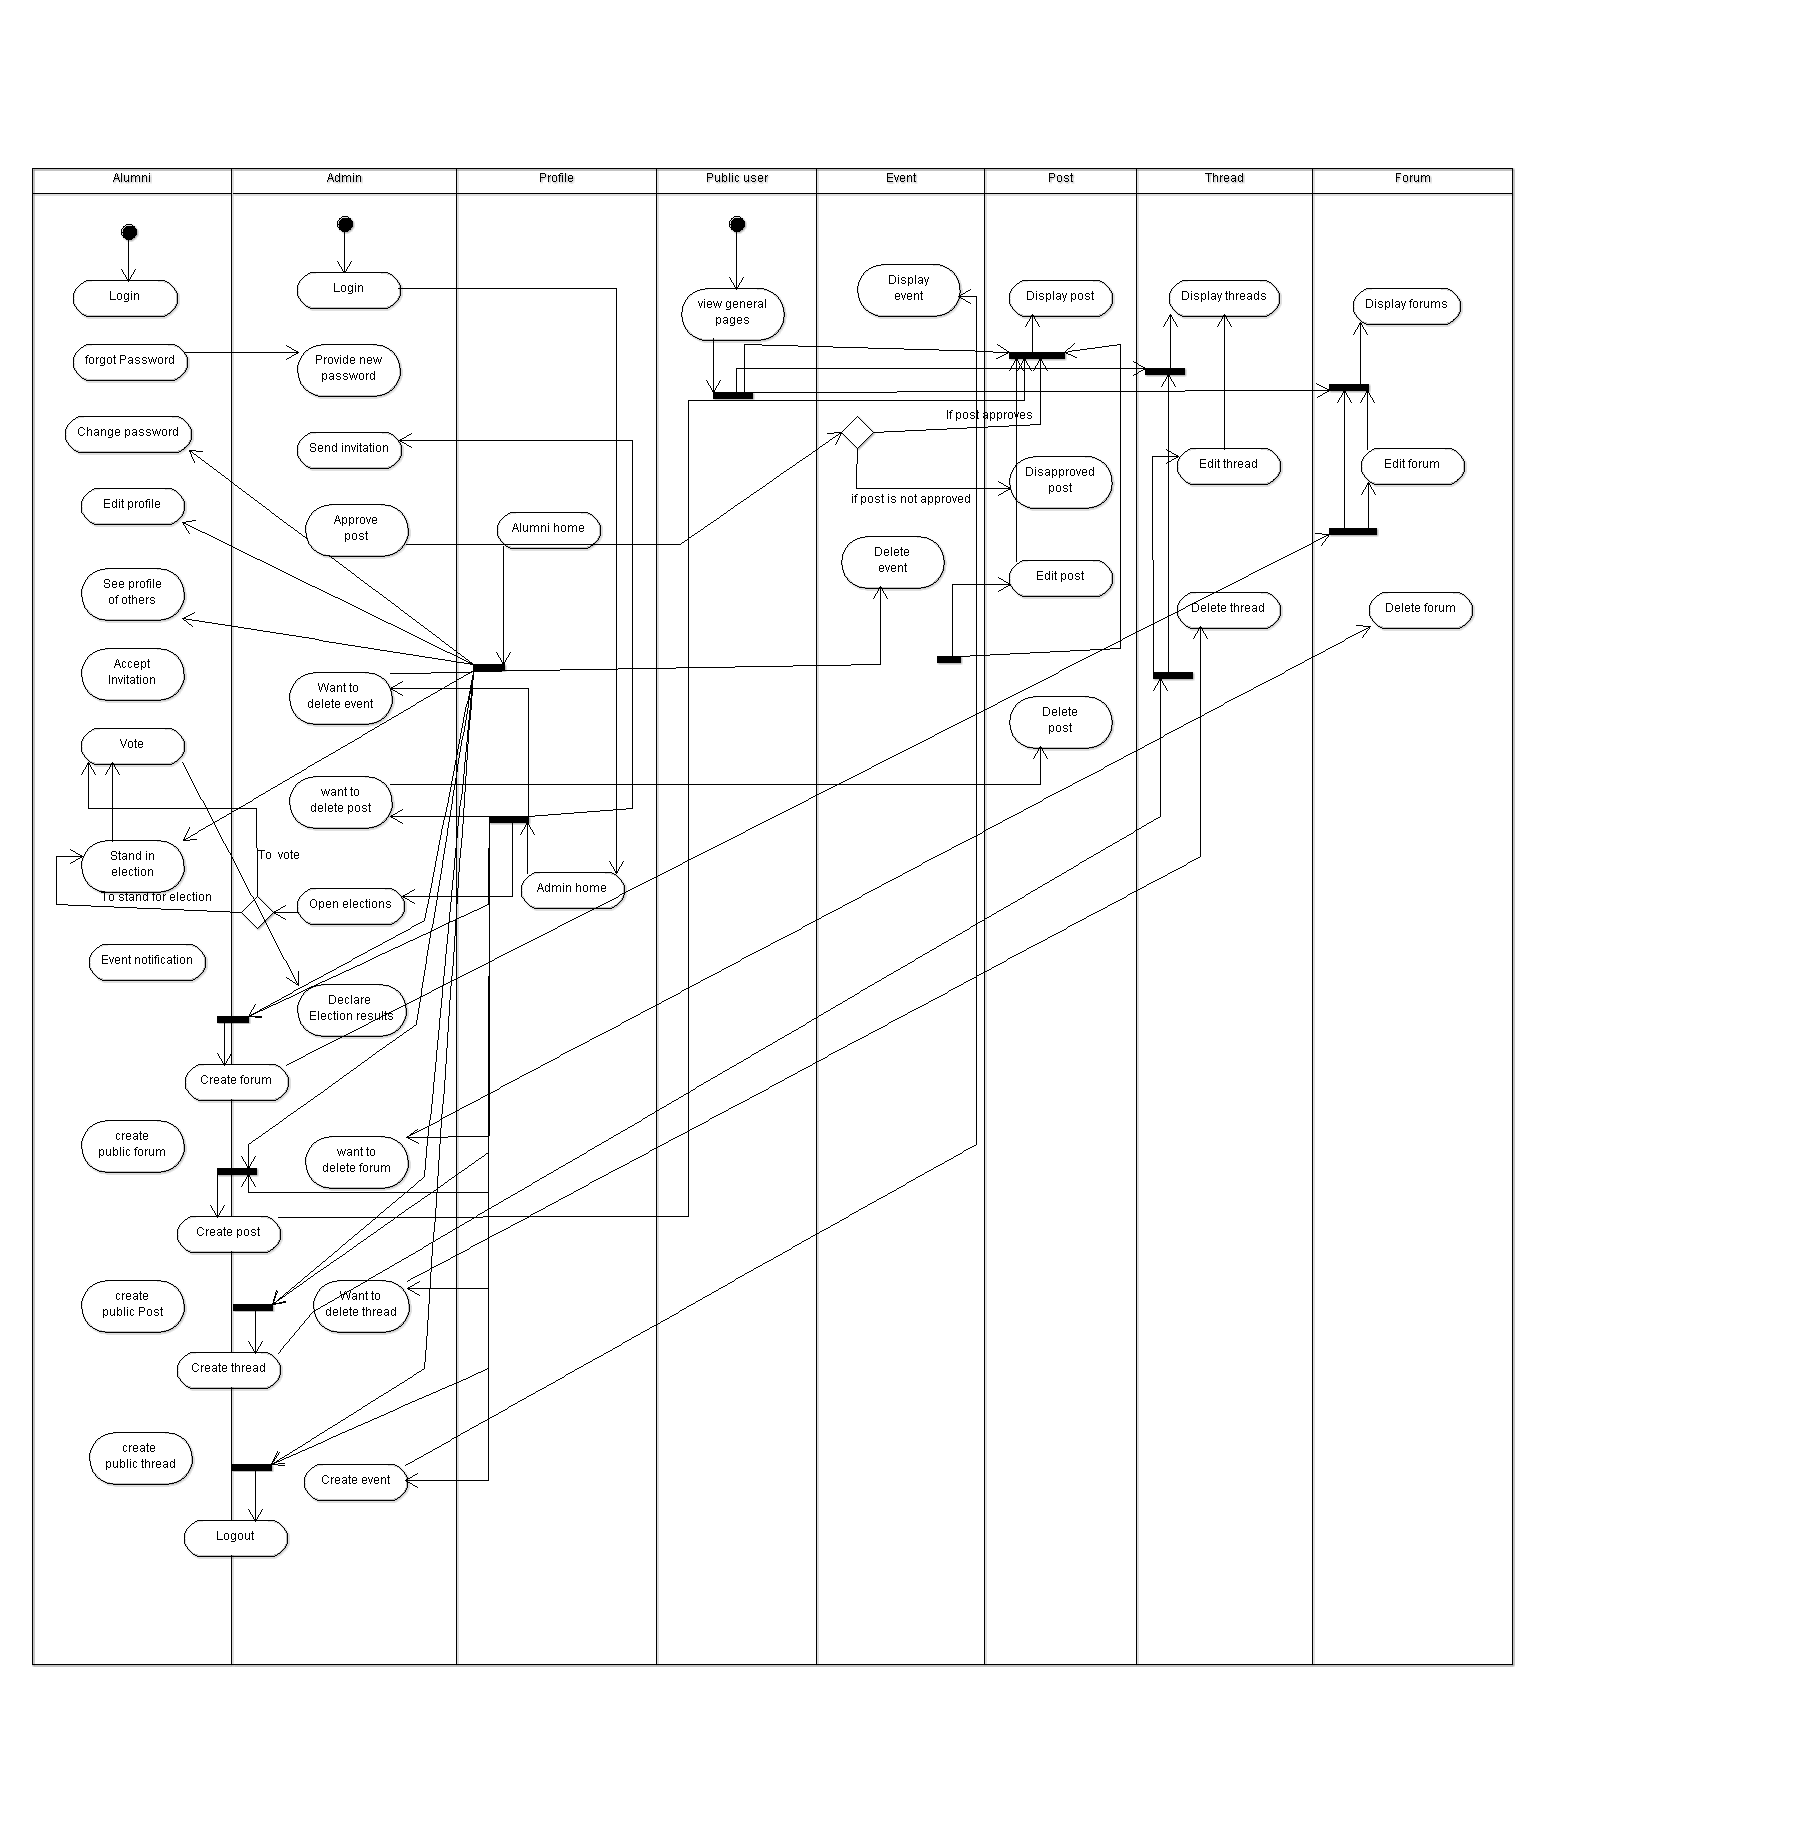 Alumni
Admin
Profile
Public user
Event
Post
Thread
Forum
Login
forgot Password
Change password
Edit profile
See profile
of others
Accept
Invitation
Vote
Stand in
election
To stand for election
To  vote
Event notification
Create forum
create
public forum
Create post
create
public Post
Create thread
create
public thread
Logout
Login
Provide new
password
Send invitation
Approve
post
Want to
delete event
want to
delete post
Open elections
Declare
Election results
want to
delete forum
Want to
delete thread
Create event
Alumni home
Admin home
view general
pages
Display
event
If post approves
if post is not approved
Delete
event
Display post
Disapproved
post
Edit post
Delete
post
Display threads
Edit thread
Delete thread
Display forums
Edit forum
Delete forum